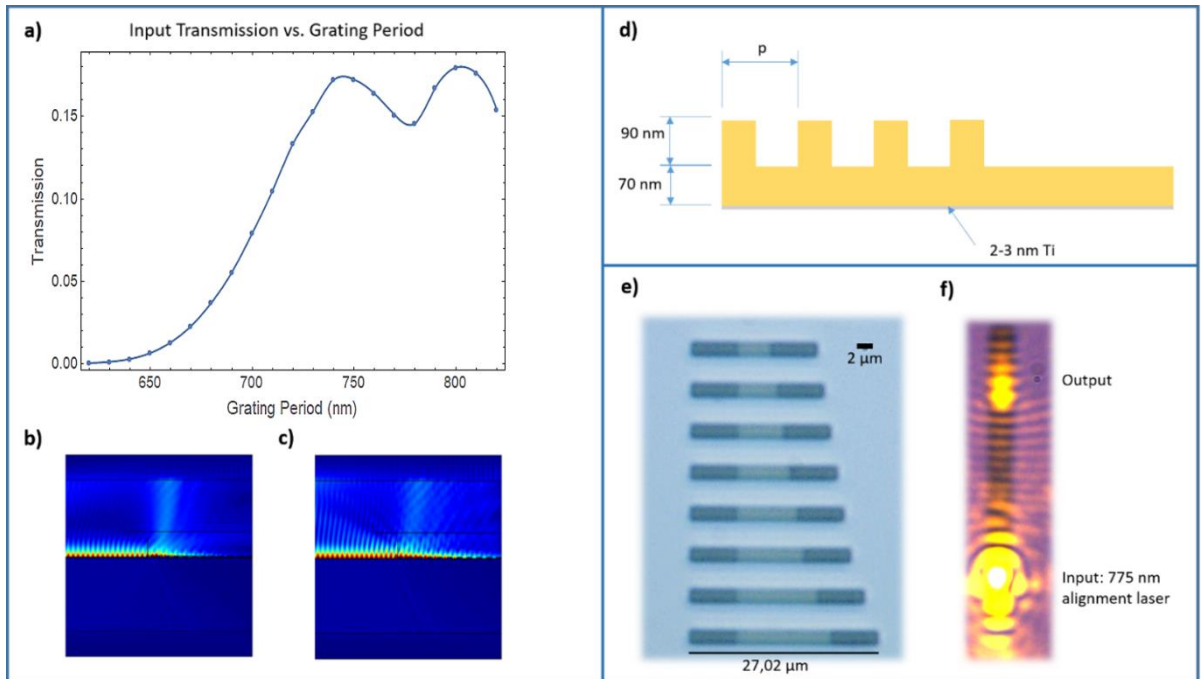 a)
Input Transmission vs. Grating Period
0.15
0.10
0.05
0.00
Transmission
650 700 750 800
Grating Period (nm)
b)
c)
d)
p
90 nm
70 nm
2-3 nm Ti
e)
2 µm
27,02 µm
f)
Output
Input: 775 nm
alignment laser